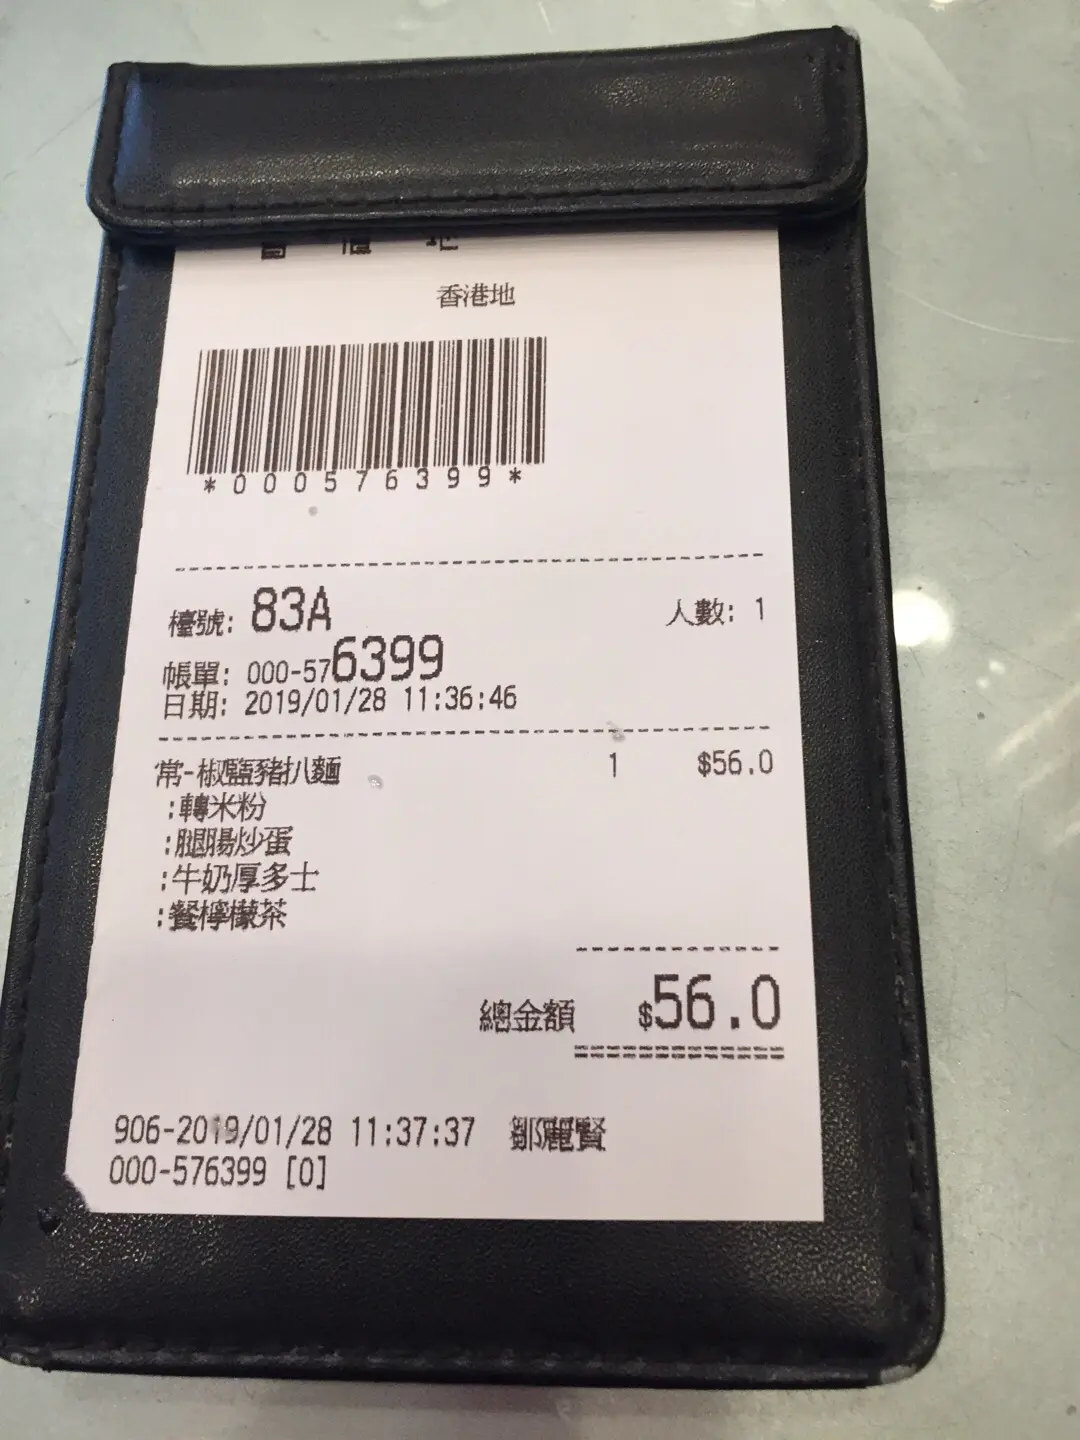 香港地
*000576399*
檯號: 83A 人數: 1
帳單: 000-576399
日期: 2019/01/28 11:36:46
常-椒鹽豬扒麵 1 $56.0
:轉米粉
:腿腸炒蛋
:牛奶厚多士
:餐檸檬茶
總金額 $56.0
906-2019/01/28 11:37:37 鄒麗賢
000-576399 [0]